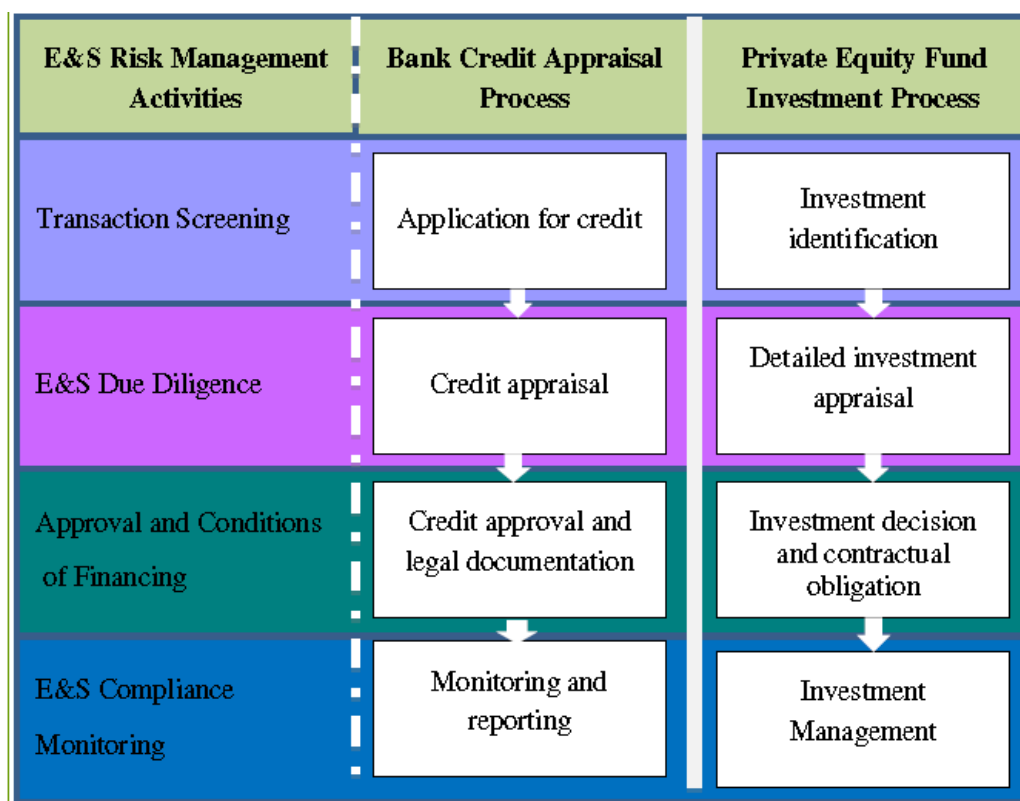 E&S Risk Management
Activities
Bank Credit Appraisal
Process
Private Equity Fund
Investment Process
Transaction Screening
Application for credit
Investment
identification
E&S Due Diligence
Credit appraisal
Detailed investment
appraisal
Approval and Conditions
of Financing
Credit approval and
legal documentation
Investment decision
and contractual
obligation
E&S Compliance
Monitoring
Monitoring and
reporting
Investment
Management